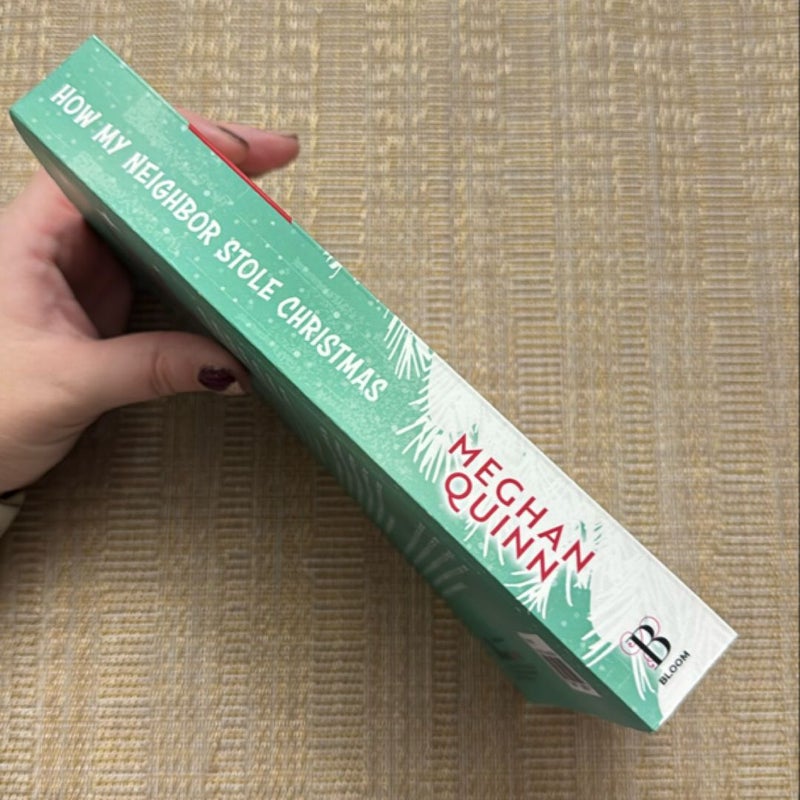 HOW MY NEIGHBOR STOLE CHRISTMAS
MEGHAN
QUINN
B
BLOOM